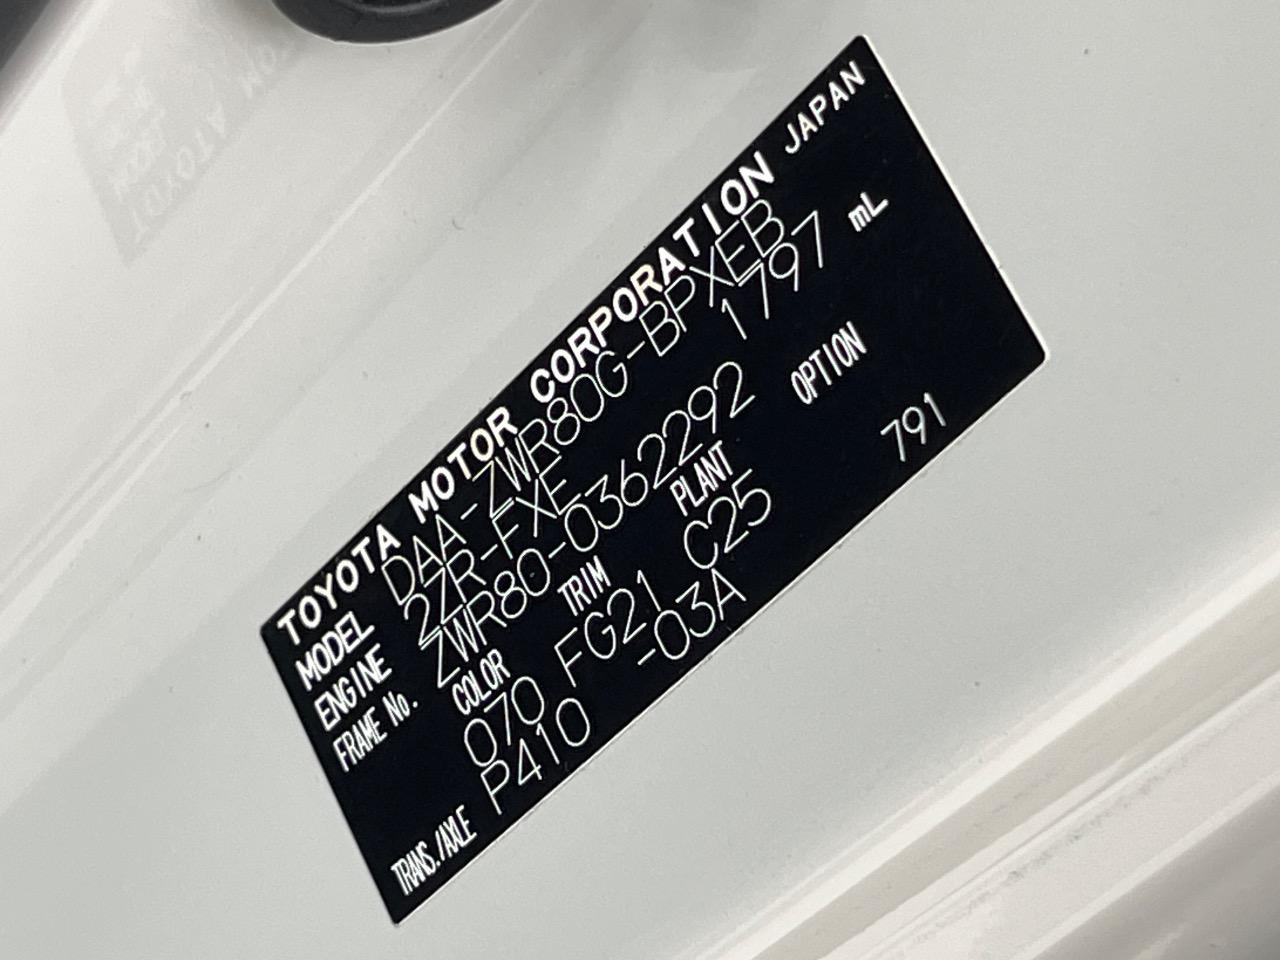 TOYOTA MOTOR CORPORATION JAPAN
MODEL DAA-ZWR80G-BPXEB
ENGINE 2ZR-FXE 1797 mL
FRAME No. ZWR80-0362292
COLOR TRIM PLANT OPTION
070 FG21 C25 791
TRANS./AXLE P410 -03A